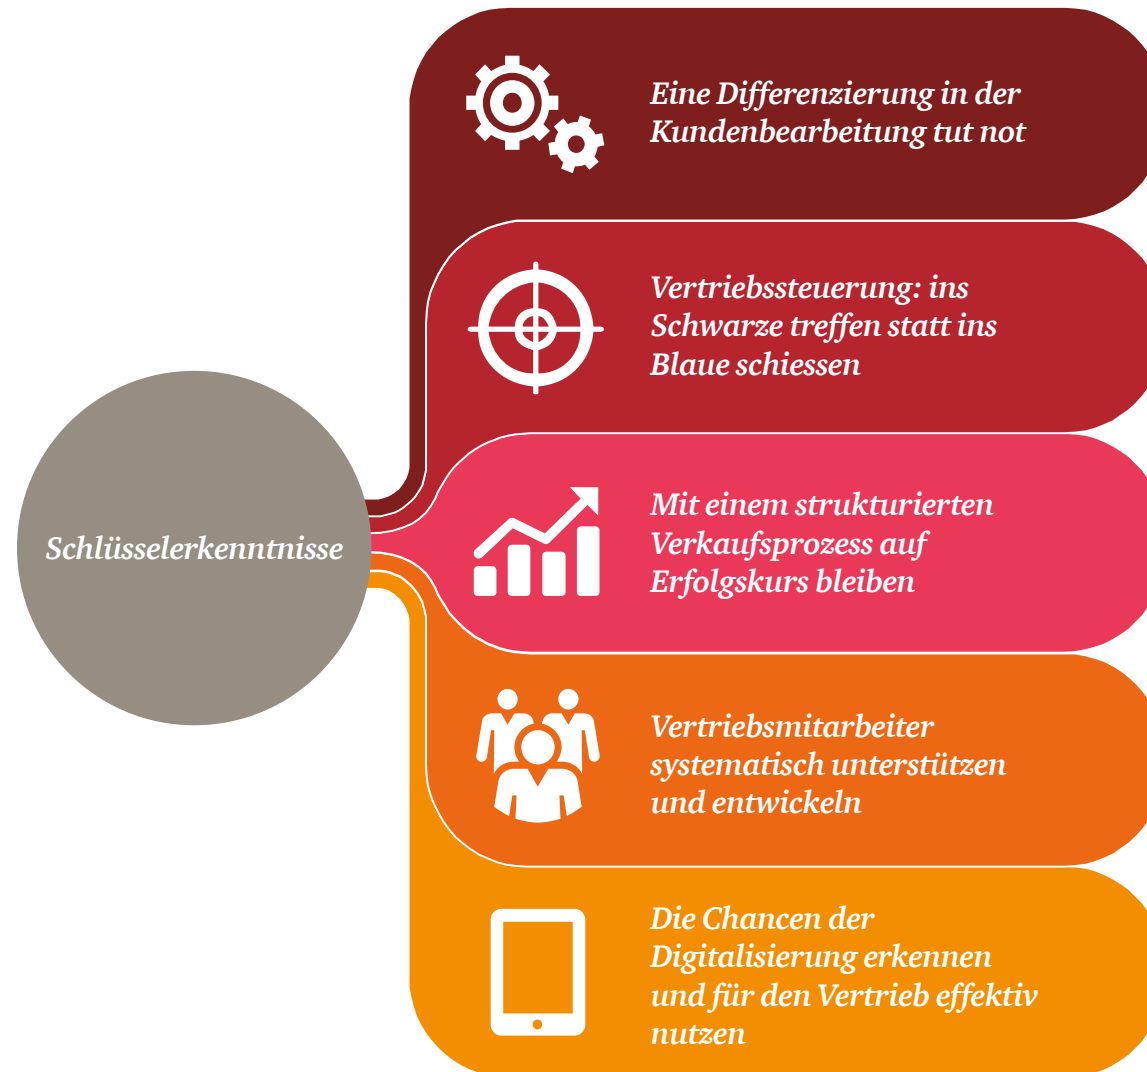 Eine Differenzierung in der
Kundenbearbeitung tut not
Vertriebssteuerung: ins
Schwarze treffen statt ins
Blaue schiessen
Schlüsselerkenntnisse
Mit einem strukturierten
Verkaufsprozess auf
Erfolgskurs bleiben
Vertriebsmitarbeiter
systematisch unterstützen
und entwickeln
Die Chancen der
Digitalisierung erkennen
und für den Vertrieb effektiv
nutzen